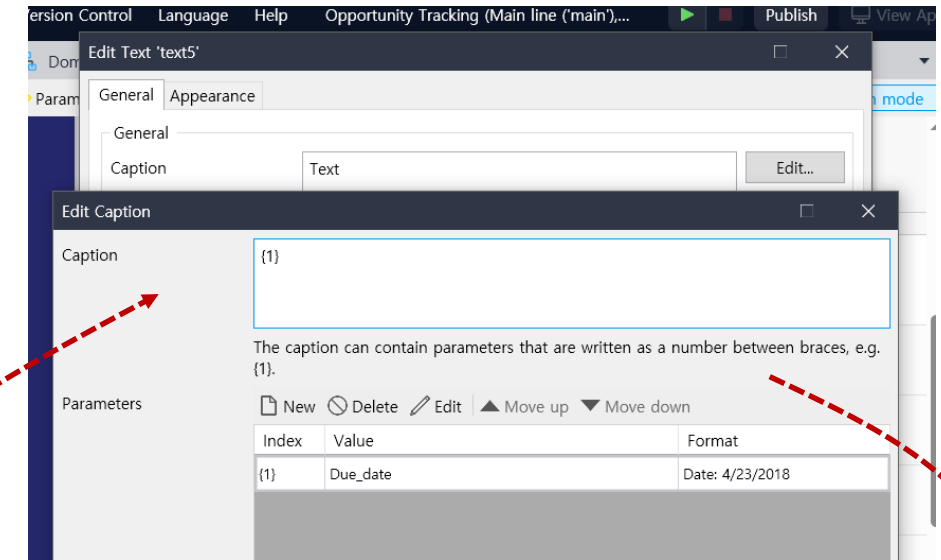 ersion Control Language Help Opportunity Tracking (Main line ('main'),... Publish View Ap
Dom
Edit Text 'text5'
Param
General Appearance
n mode
General
Caption Text Edit...
Edit Caption
Caption {1}
The caption can contain parameters that are written as a number between braces, e.g.
{1}.
Parameters New Delete Edit Move up Move down
Index Value Format
{1} Due_date Date: 4/23/2018